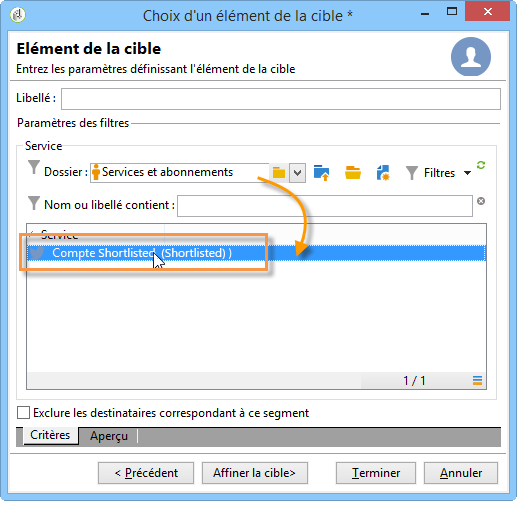 Choix d'un élément de la cible *
Elément de la cible
Entrez les paramètres définissant l'élément de la cible
Libellé :
Paramètres des filtres
Service
Dossier : Services et abonnements Filtres
Nom ou libellé contient :
Service
Compte Shortlisted (Shortlisted) )
1 / 1
Exclure les destinataires correspondant à ce segment
Critères Aperçu
< Précédent Affiner la cible> Terminer Annuler